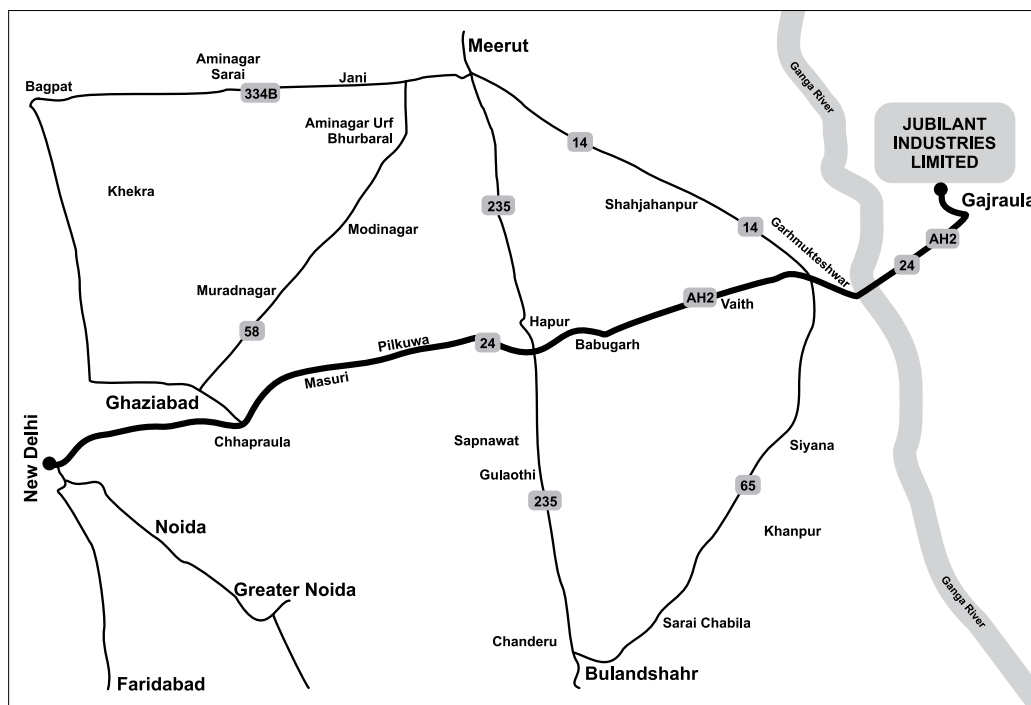 Meerut
Aminagar
Sarai
Jani
Bagpat
334B
Ganga River
JUBILANT
INDUSTRIES
LIMITED
Aminagar Urf
Bhurbaral
14
Khekra
235
Shahjahanpur
Gajraula
Modinagar
14
Garhmukteshwar
AH2
24
Muradnagar
AH2
Vaith
58
Hapur
Pilkuwa
24
Babugarh
Masuri
Ghaziabad
Chhapraula
Sapnawat
Siyana
New Delhi
Gulaothi
65
235
Noida
Khanpur
Greater Noida
Ganga River
Sarai Chabila
Chanderu
Bulandshahr
Faridabad